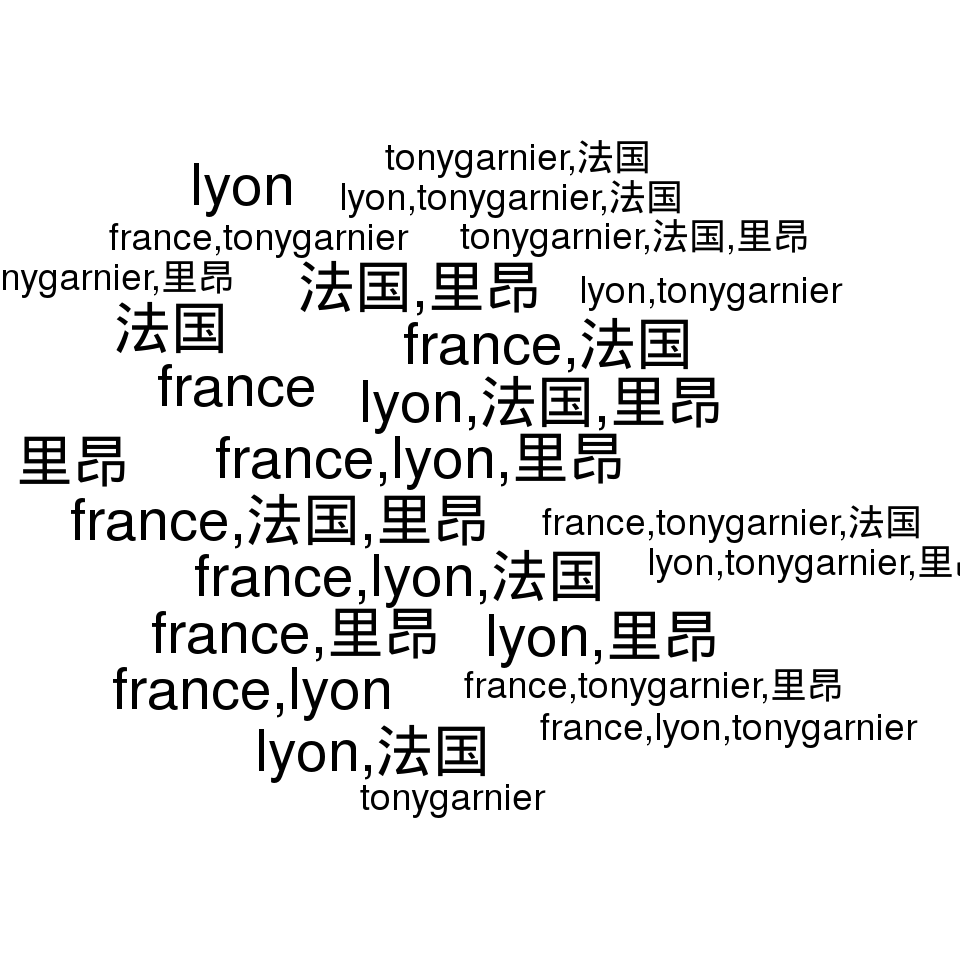 tonygarnier,法国
lyon
lyon,tonygarnier,法国
france,tonygarnier
tonygarnier,法国,里昂
nygarnier,里昂
法国,里昂
lyon,tonygarnier
法国
france,法国
france
lyon,法国,里昂
里昂
france,lyon,里昂
france,法国,里昂
france,tonygarnier,法国
lyon,tonygarnier,里
france,lyon,法国
france,里昂
lyon,里昂
france,lyon
france,tonygarnier,里昂
france,lyon,tonygarnier
lyon,法国
tonygarnier